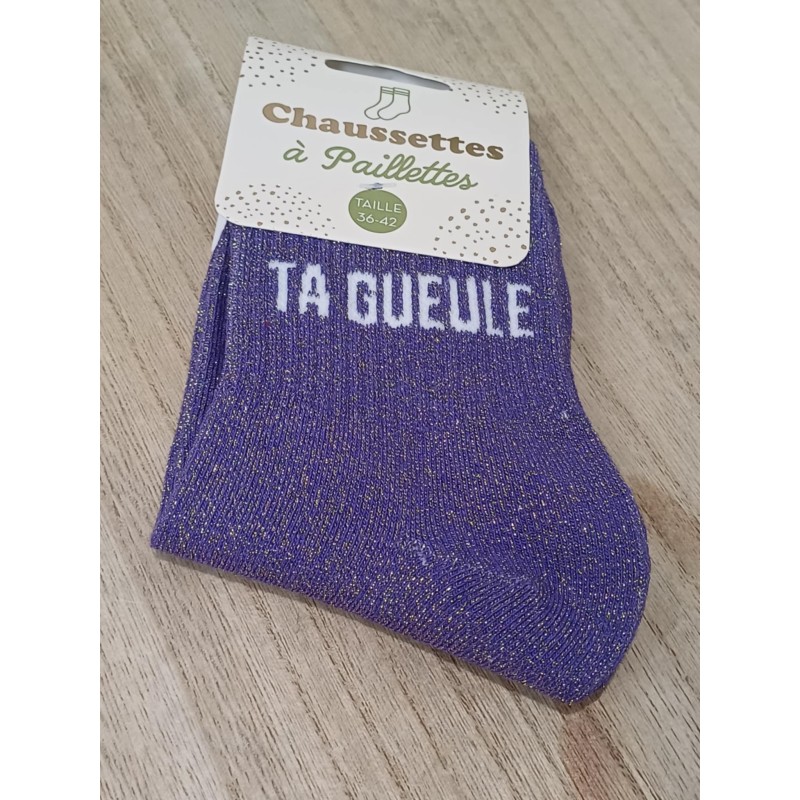 Chaussettes
à Paillettes
TAILLE
36-42
TA GUEULE